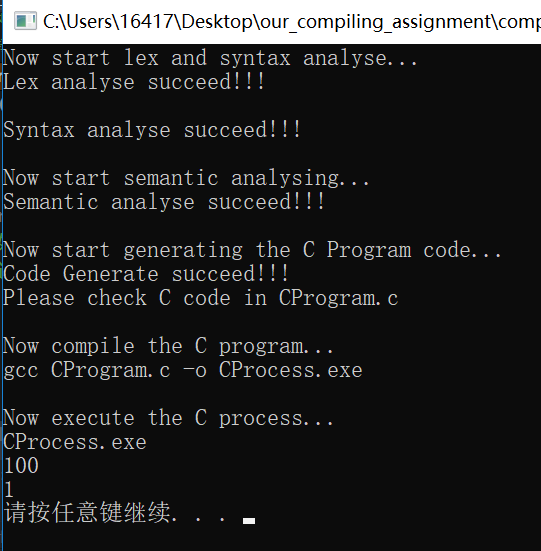 C:\Users\16417\Desktop\our_compiling_assignment\comp
Now start lex and syntax analyse...
Lex analyse succeed!!!
Syntax analyse succeed!!!
Now start semantic analysing...
Semantic analyse succeed!!!
Now start generating the C Program code...
Code Generate succeed!!!
Please check C code in CProgram.c
Now compile the C program...
gcc CProgram.c -o CProcess.exe
Now execute the C process...
CProcess.exe
100
1
请按任意键继续. . .